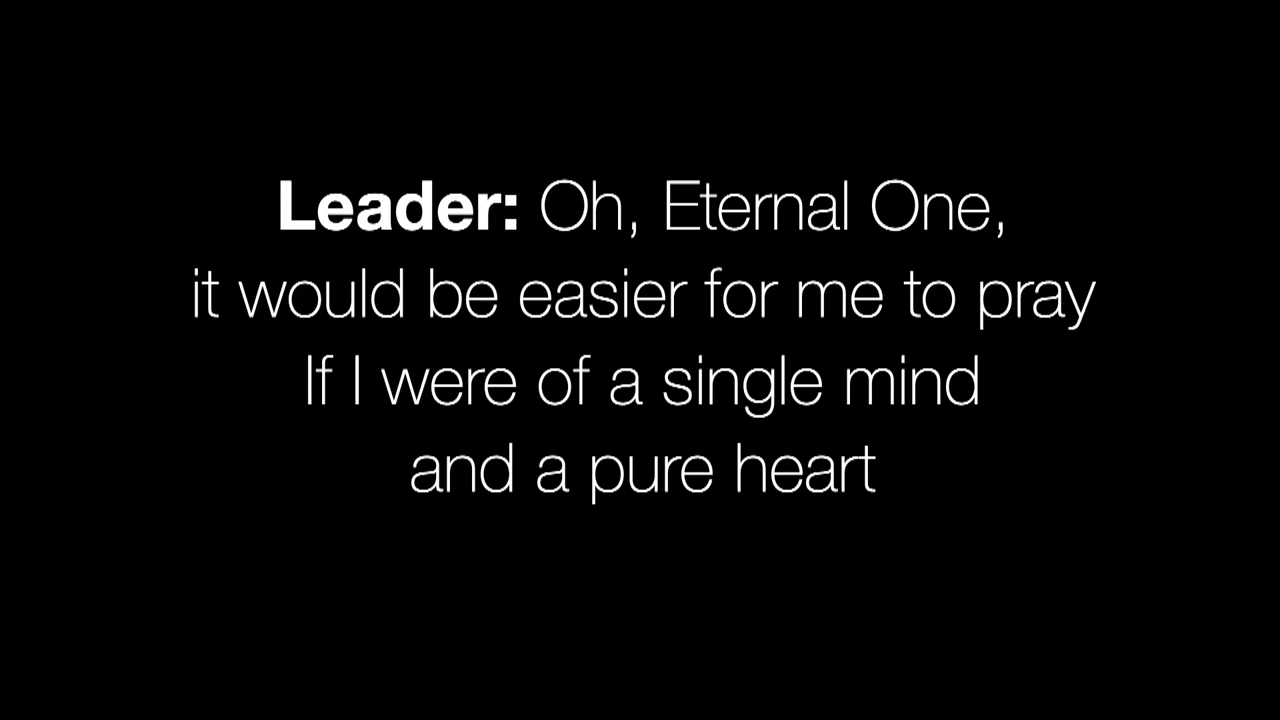 Leader: Oh, Eternal One,
it would be easier for me to pray
If I were of a single mind
and a pure heart